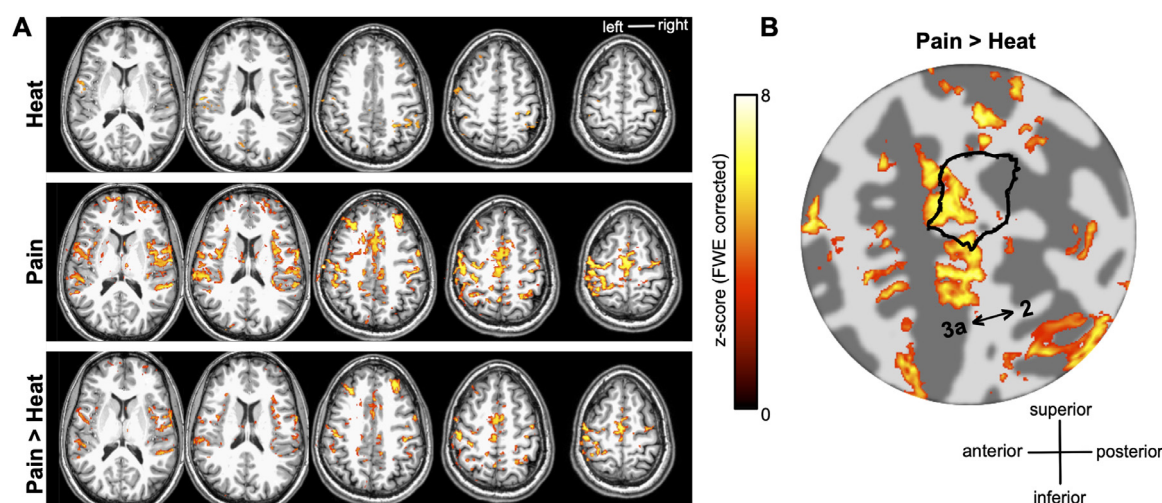 A
left — right
Heat
Pain
Pain > Heat
B
Pain > Heat
8
z-score (FWE corrected)
0
3a ↔ 2
superior
anterior
posterior
inferior